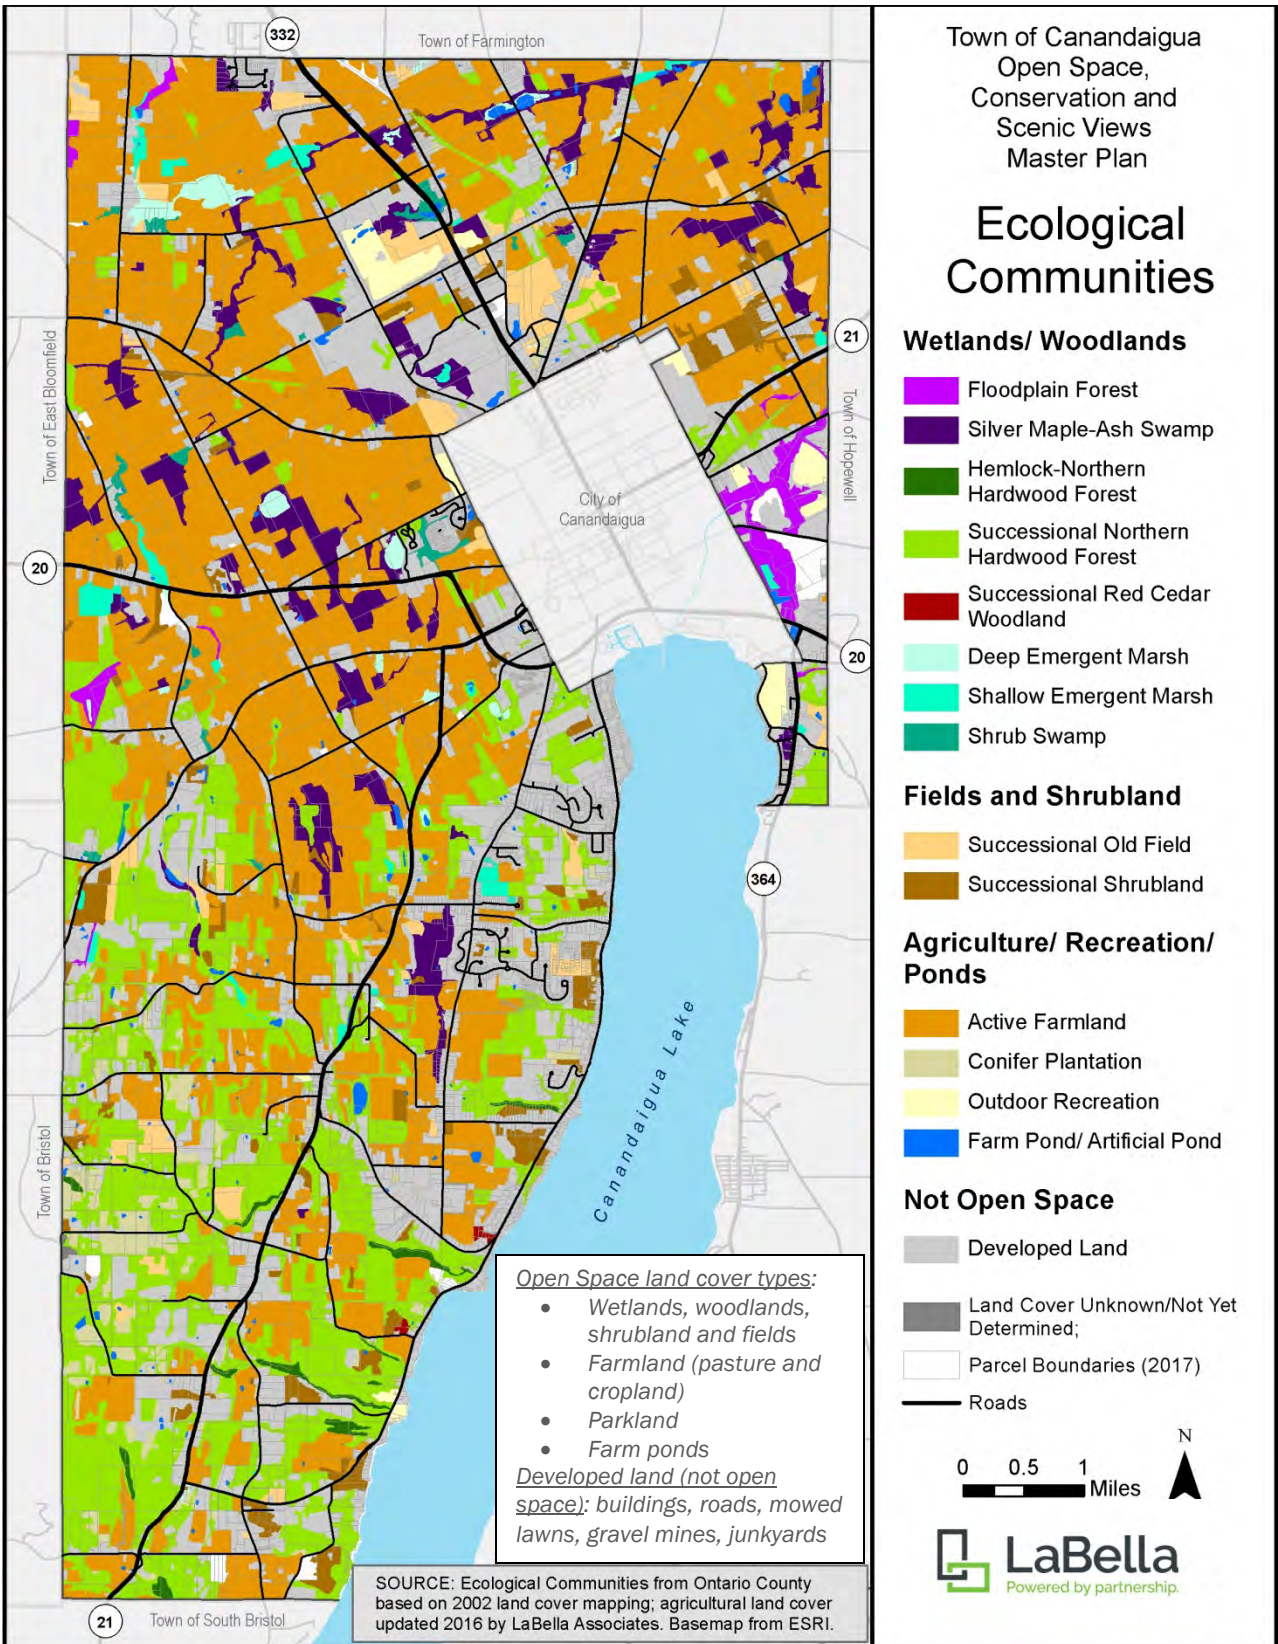 332
Town of Farmington
Town of East Bloomfield
21
Town of Hopewell
City of
Canandaigua
20
20
364
Canandaigua Lake
Town of Bristol
21
Town of South Bristol
Open Space land cover types:
• Wetlands, woodlands,
shrubland and fields
• Farmland (pasture and
cropland)
• Parkland
• Farm ponds
Developed land (not open
space): buildings, roads, mowed
lawns, gravel mines, junkyards
SOURCE: Ecological Communities from Ontario County
based on 2002 land cover mapping; agricultural land cover
updated 2016 by LaBella Associates. Basemap from ESRI.
Town of Canandaigua
Open Space,
Conservation and
Scenic Views
Master Plan
Ecological
Communities
Wetlands/ Woodlands
Floodplain Forest
Silver Maple-Ash Swamp
Hemlock-Northern
Hardwood Forest
Successional Northern
Hardwood Forest
Successional Red Cedar
Woodland
Deep Emergent Marsh
Shallow Emergent Marsh
Shrub Swamp
Fields and Shrubland
Successional Old Field
Successional Shrubland
Agriculture/ Recreation/
Ponds
Active Farmland
Conifer Plantation
Outdoor Recreation
Farm Pond/ Artificial Pond
Not Open Space
Developed Land
Land Cover Unknown/Not Yet
Determined;
Parcel Boundaries (2017)
Roads
N
0 0.5 1
Miles
LaBella
Powered by partnership.